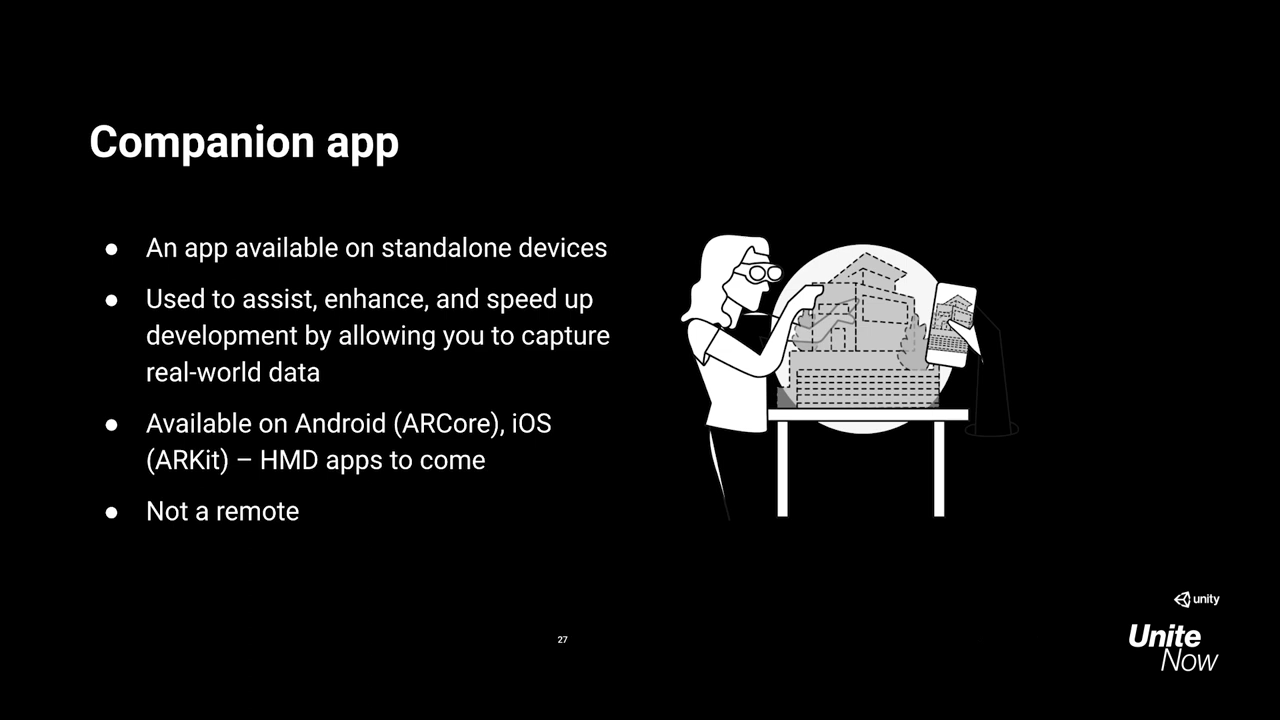 Companion app
● An app available on standalone devices
● Used to assist, enhance, and speed up
development by allowing you to capture
real-world data
● Available on Android (ARCore), iOS
(ARKit) – HMD apps to come
● Not a remote
27
unity
Unite
Now